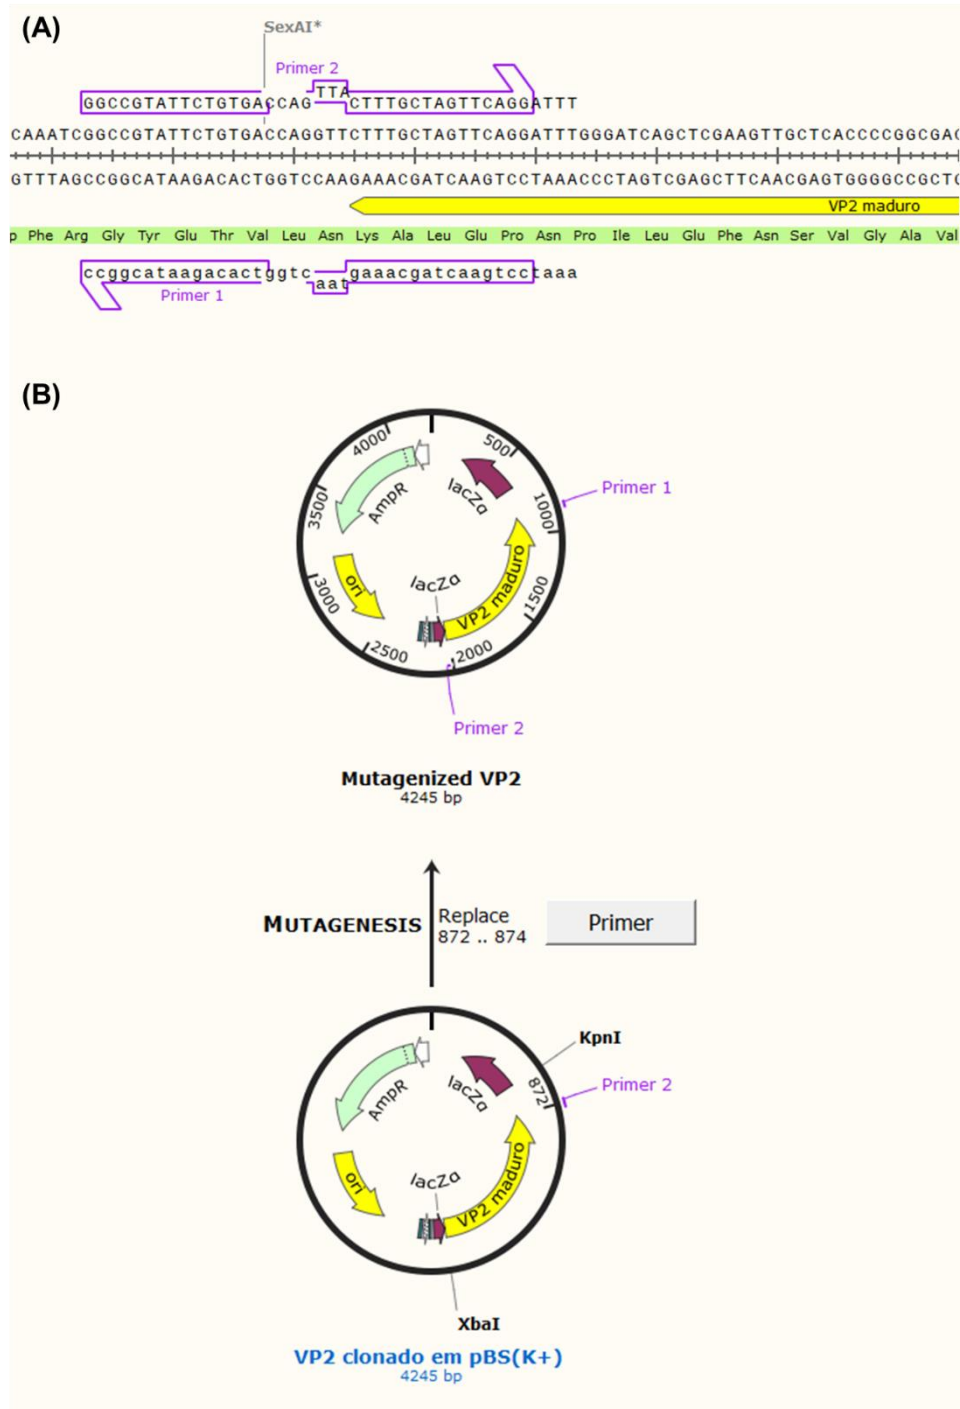 (A)
SexAI*
Primer 2
TTA
GGCCGTATTCTGTGACCAG CTTTGCTAGTTCAGGATTT
CAAATCGGCCGTATTCTGTGACCAGGTTCTTTGCTAGTTCAGGATTTGGGATCAGCTCGAAGTTGCTCACCCCGGCGAC
GTTTAGCCGGCATAAGACACTGGTCCAAGAAACGATCAAGTCCTAAACCCTAGTCGAGCTTCAACGAGTGGGGCCGCTG
VP2 maduro
p Phe Arg Gly Tyr Glu Thr Val Leu Asn Lys Ala Leu Glu Pro Asn Pro Ile Leu Glu Phe Asn Ser Val Gly Ala Val
ccggcataagacactggtc gaaacgatcaagtcctaaa
aat
Primer 1
(B)
4000
500
AmpR
lacZα
Primer 1
3500
1000
ori
lacZα
VP2 maduro
3000
1500
2500
2000
Primer 2
Mutagenized VP2
4245 bp
MUTAGENESIS
Replace
872 .. 874
Primer
KpnI
AmpR
lacZα
872
Primer 2
ori
lacZα
VP2 maduro
XbaI
VP2 clonado em pBS(K+)
4245 bp